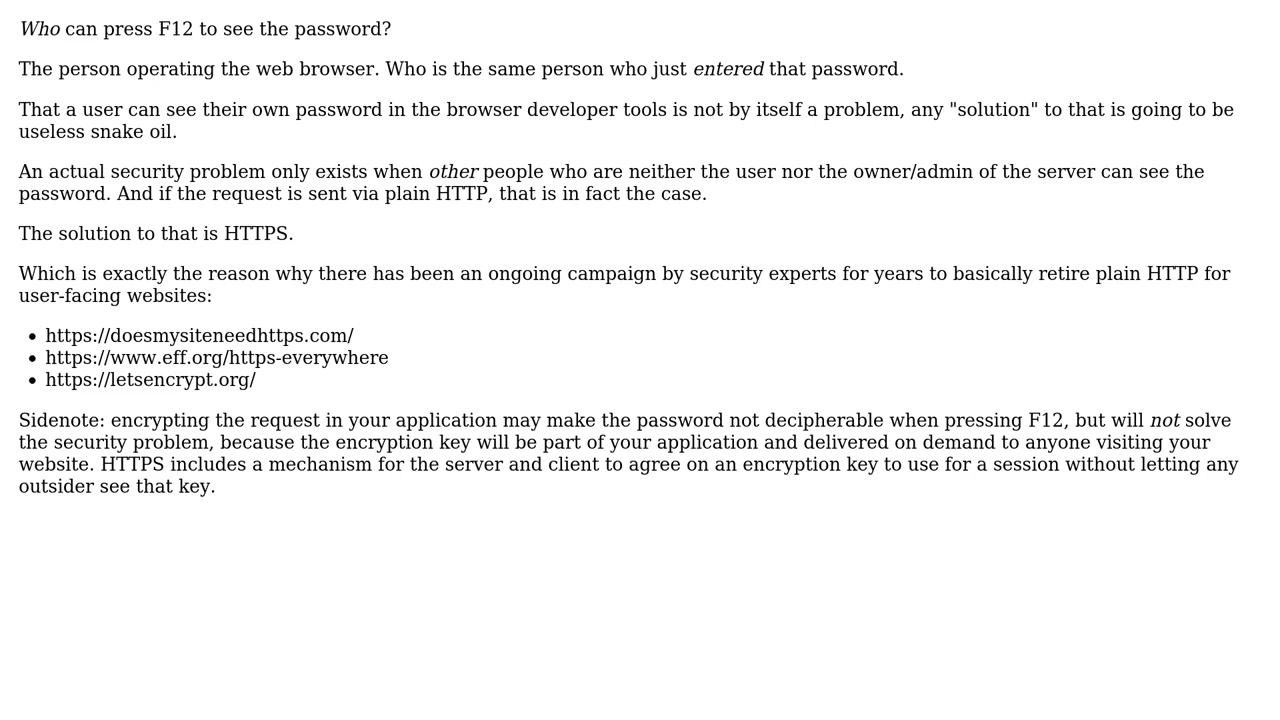 Who can press F12 to see the password?
The person operating the web browser. Who is the same person who just entered that password.
That a user can see their own password in the browser developer tools is not by itself a problem, any "solution" to that is going to be
useless snake oil.
An actual security problem only exists when other people who are neither the user nor the owner/admin of the server can see the
password. And if the request is sent via plain HTTP, that is in fact the case.
The solution to that is HTTPS.
Which is exactly the reason why there has been an ongoing campaign by security experts for years to basically retire plain HTTP for
user-facing websites:
• https://doesmysiteneedhttps.com/
• https://www.eff.org/https-everywhere
• https://letsencrypt.org/
Sidenote: encrypting the request in your application may make the password not decipherable when pressing F12, but will not solve
the security problem, because the encryption key will be part of your application and delivered on demand to anyone visiting your
website. HTTPS includes a mechanism for the server and client to agree on an encryption key to use for a session without letting any
outsider see that key.